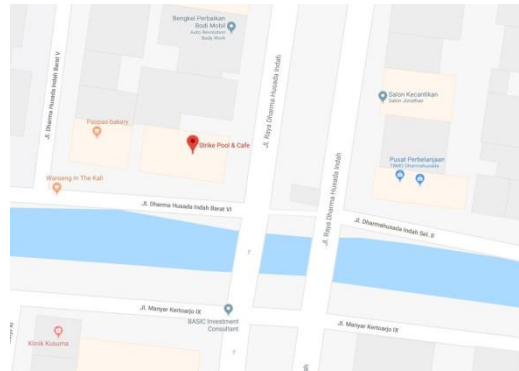 Bengkel Perbaikan
Bodi Mobil
Auto Revolution
Body Work
Jl. Dharma Husada Indah Barat V
Jl. Raya Dharma Husada Indah
Salon Kecantikan
Salon Jonathan
Paopao bakery
Strike Pool & Cafe
Pusat Perbelanjaan
Waroeng In The Kali
Jl. Raya Dharma Husada Indah
Jl. Dharma Husada Indah Barat VI
Jl. Dharmahusada Indah Sel. II
Jl. Manyar Kertoarjo IX
BASIC Investment
Consultant
Jl. Manyar Kertoarjo IX
Klinik Kusuma